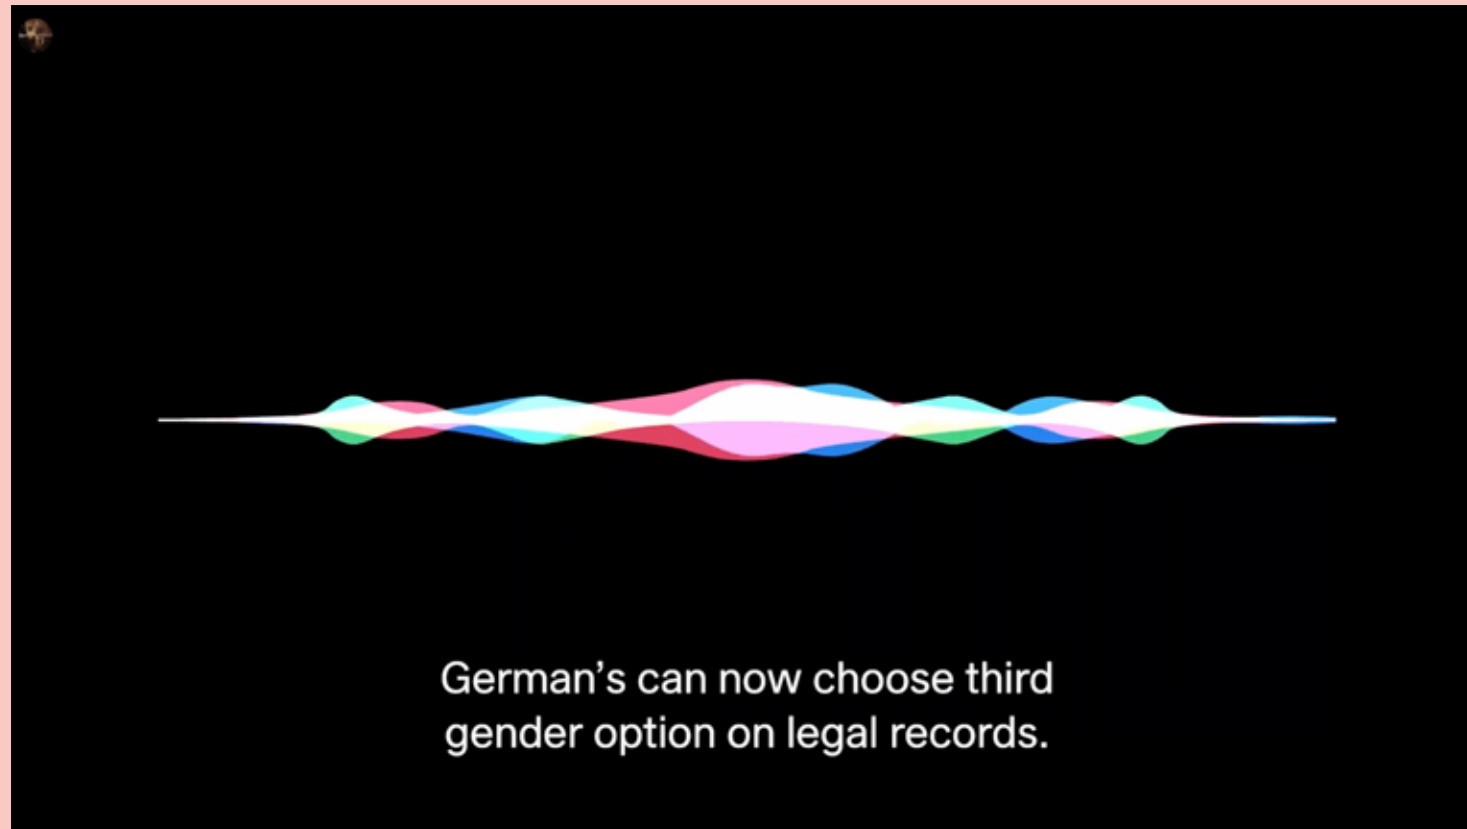 German’s can now choose third
gender option on legal records.